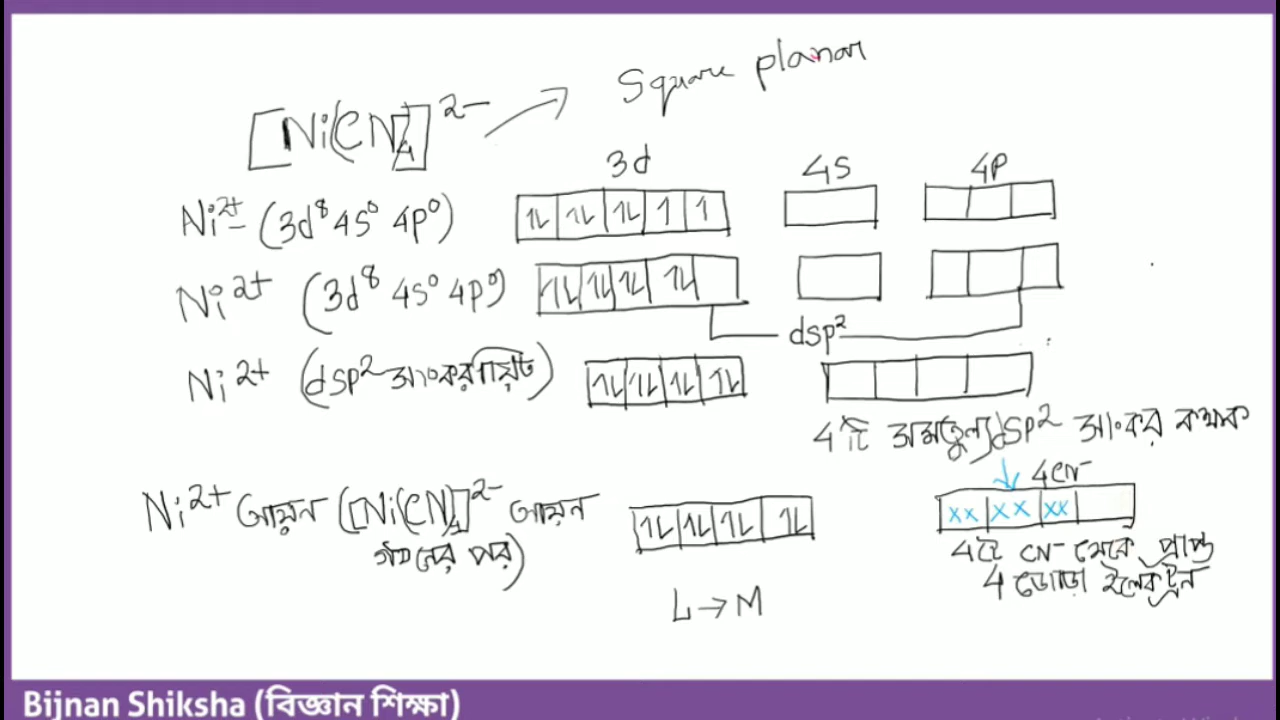 Square planar
[Ni(CN)4]²⁻
3d 4s 4p
Ni²⁺ (3d⁸ 4s⁰ 4p⁰)
Ni²⁺ (3d⁸ 4s⁰ 4p⁰)
dsp²
Ni²⁺ (dsp² সংকরায়িত)
4টি সমতুল্য dsp² সংকর কক্ষক
4CN⁻
Ni²⁺ আয়ন ([Ni(CN)4]²⁻ আয়ন
গঠনের পর)
xx xx xx
4টি CN⁻ থেকে প্রাপ্ত
4 জোড়া ইলেকট্রন
L → M
Bijnan Shiksha (বিজ্ঞান শিক্ষা)